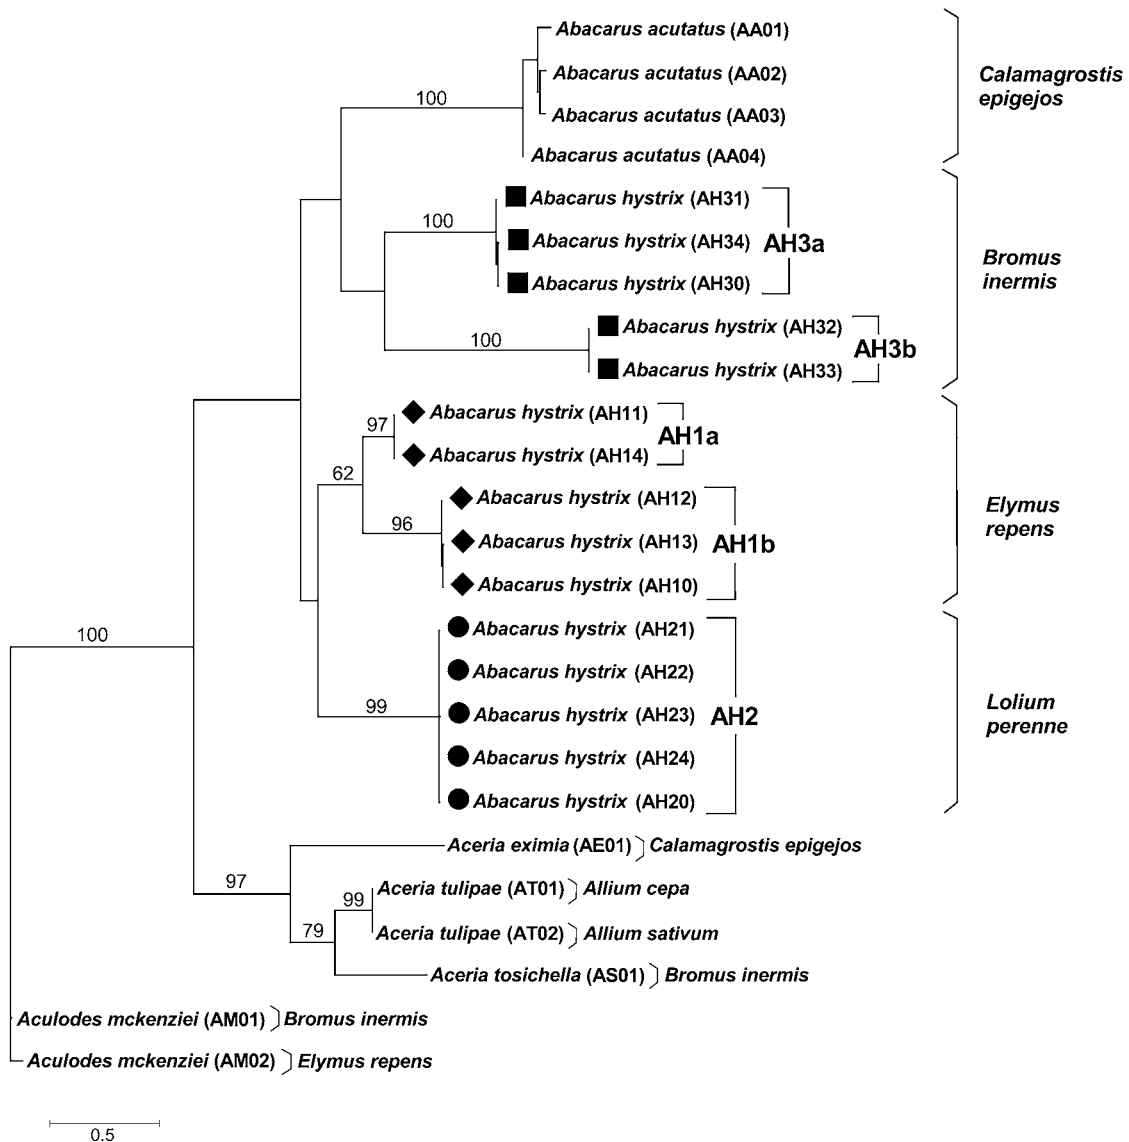 Abacarus acutatus (AA01)
Abacarus acutatus (AA02)
Calamagrostis
epigejos
100
Abacarus acutatus (AA03)
Abacarus acutatus (AA04)
Abacarus hystrix (AH31)
100
Abacarus hystrix (AH34)
AH3a
Abacarus hystrix (AH30)
Bromus
inermis
Abacarus hystrix (AH32)
100
AH3b
Abacarus hystrix (AH33)
Abacarus hystrix (AH11)
97
AH1a
Abacarus hystrix (AH14)
62
Abacarus hystrix (AH12)
96
Abacarus hystrix (AH13)
AH1b
Abacarus hystrix (AH10)
Elymus
repens
Abacarus hystrix (AH21)
100
Abacarus hystrix (AH22)
99
Abacarus hystrix (AH23)
AH2
Abacarus hystrix (AH24)
Abacarus hystrix (AH20)
Lolium
perenne
Aceria eximia (AE01) Calamagrostis epigejos
97
99
Aceria tulipae (AT01) Allium cepa
79
Aceria tulipae (AT02) Allium sativum
Aceria tosichella (AS01) Bromus inermis
Aculodes mckenziei (AM01) Bromus inermis
Aculodes mckenziei (AM02) Elymus repens
0.5